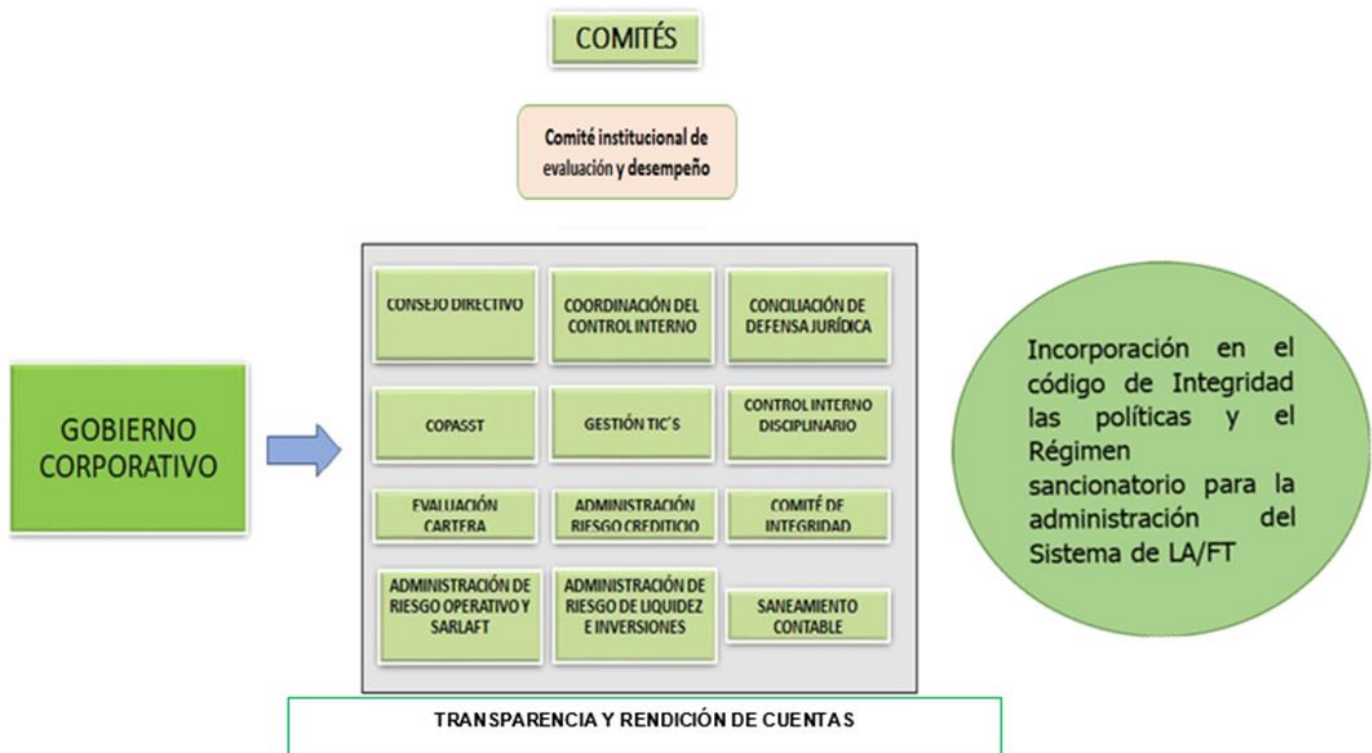 COMITÉS
Comité institucional de
evaluación y desempeño
GOBIERNO
CORPORATIVO
CONSEJO DIRECTIVO
COORDINACIÓN DEL
CONTROL INTERNO
CONCILIACIÓN DE
DEFENSA JURÍDICA
COPASST
GESTIÓN TIC´S
CONTROL INTERNO
DISCIPLINARIO
EVALUACIÓN
CARTERA
ADMINISTRACIÓN
RIESGO CREDITICIO
COMITÉ DE
INTEGRIDAD
ADMINISTRACIÓN DE
RIESGO OPERATIVO Y
SARLAFT
ADMINISTRACIÓN DE
RIESGO DE LIQUIDEZ
E INVERSIONES
SANEAMIENTO
CONTABLE
Incorporación en el
código de Integridad
las políticas y el
Régimen
sancionatorio para la
administración del
Sistema de LA/FT
TRANSPARENCIA Y RENDICIÓN DE CUENTAS